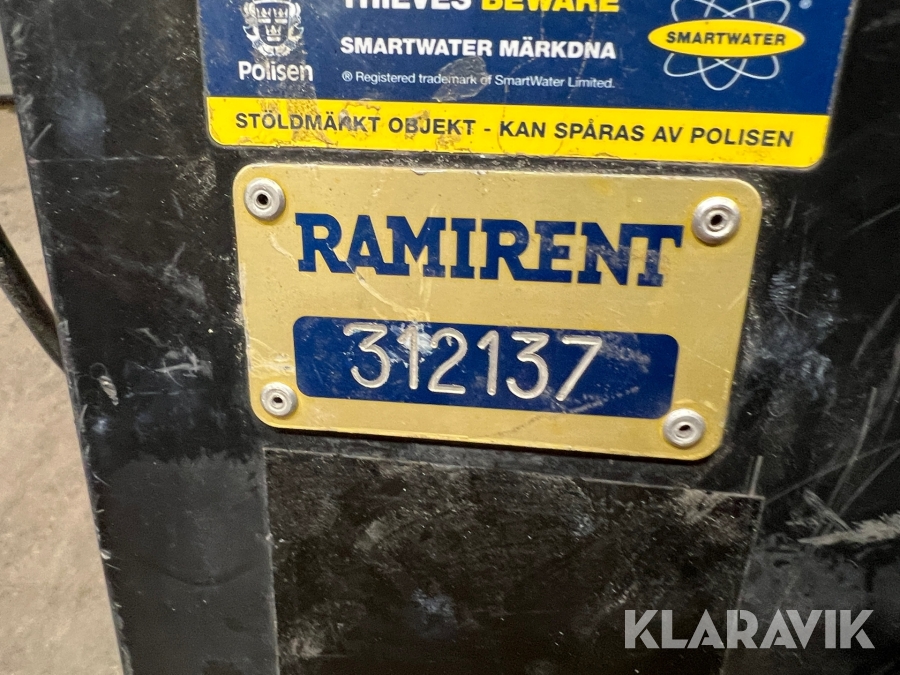 THIEVES BEWARE
Polisen
SMARTWATER MÄRKDNA
® Registered trademark of SmartWater Limited.
SMARTWATER
®
STÖLDMÄRKT OBJEKT - KAN SPÅRAS AV POLISEN
RAMIRENT
312137
KLARAVIK